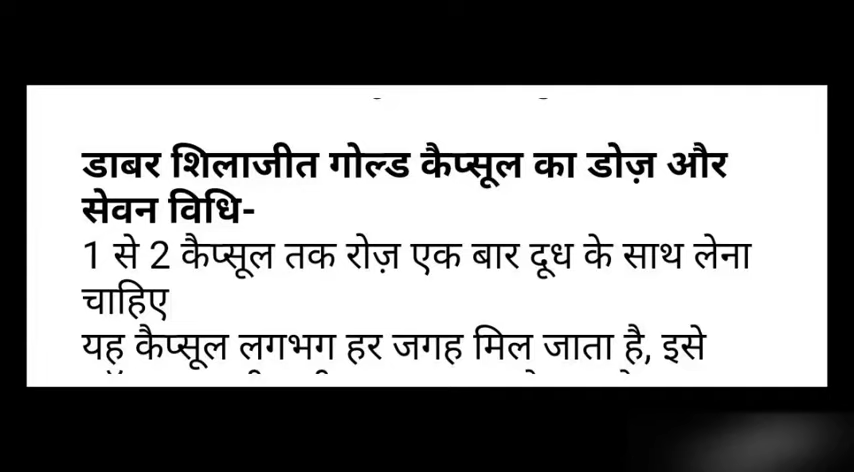 डाबर शिलाजीत गोल्ड कैप्सूल का डोज़ और
सेवन विधि-
1 से 2 कैप्सूल तक रोज़ एक बार दूध के साथ लेना
चाहिए
यह कैप्सूल लगभग हर जगह मिल जाता है, इसे